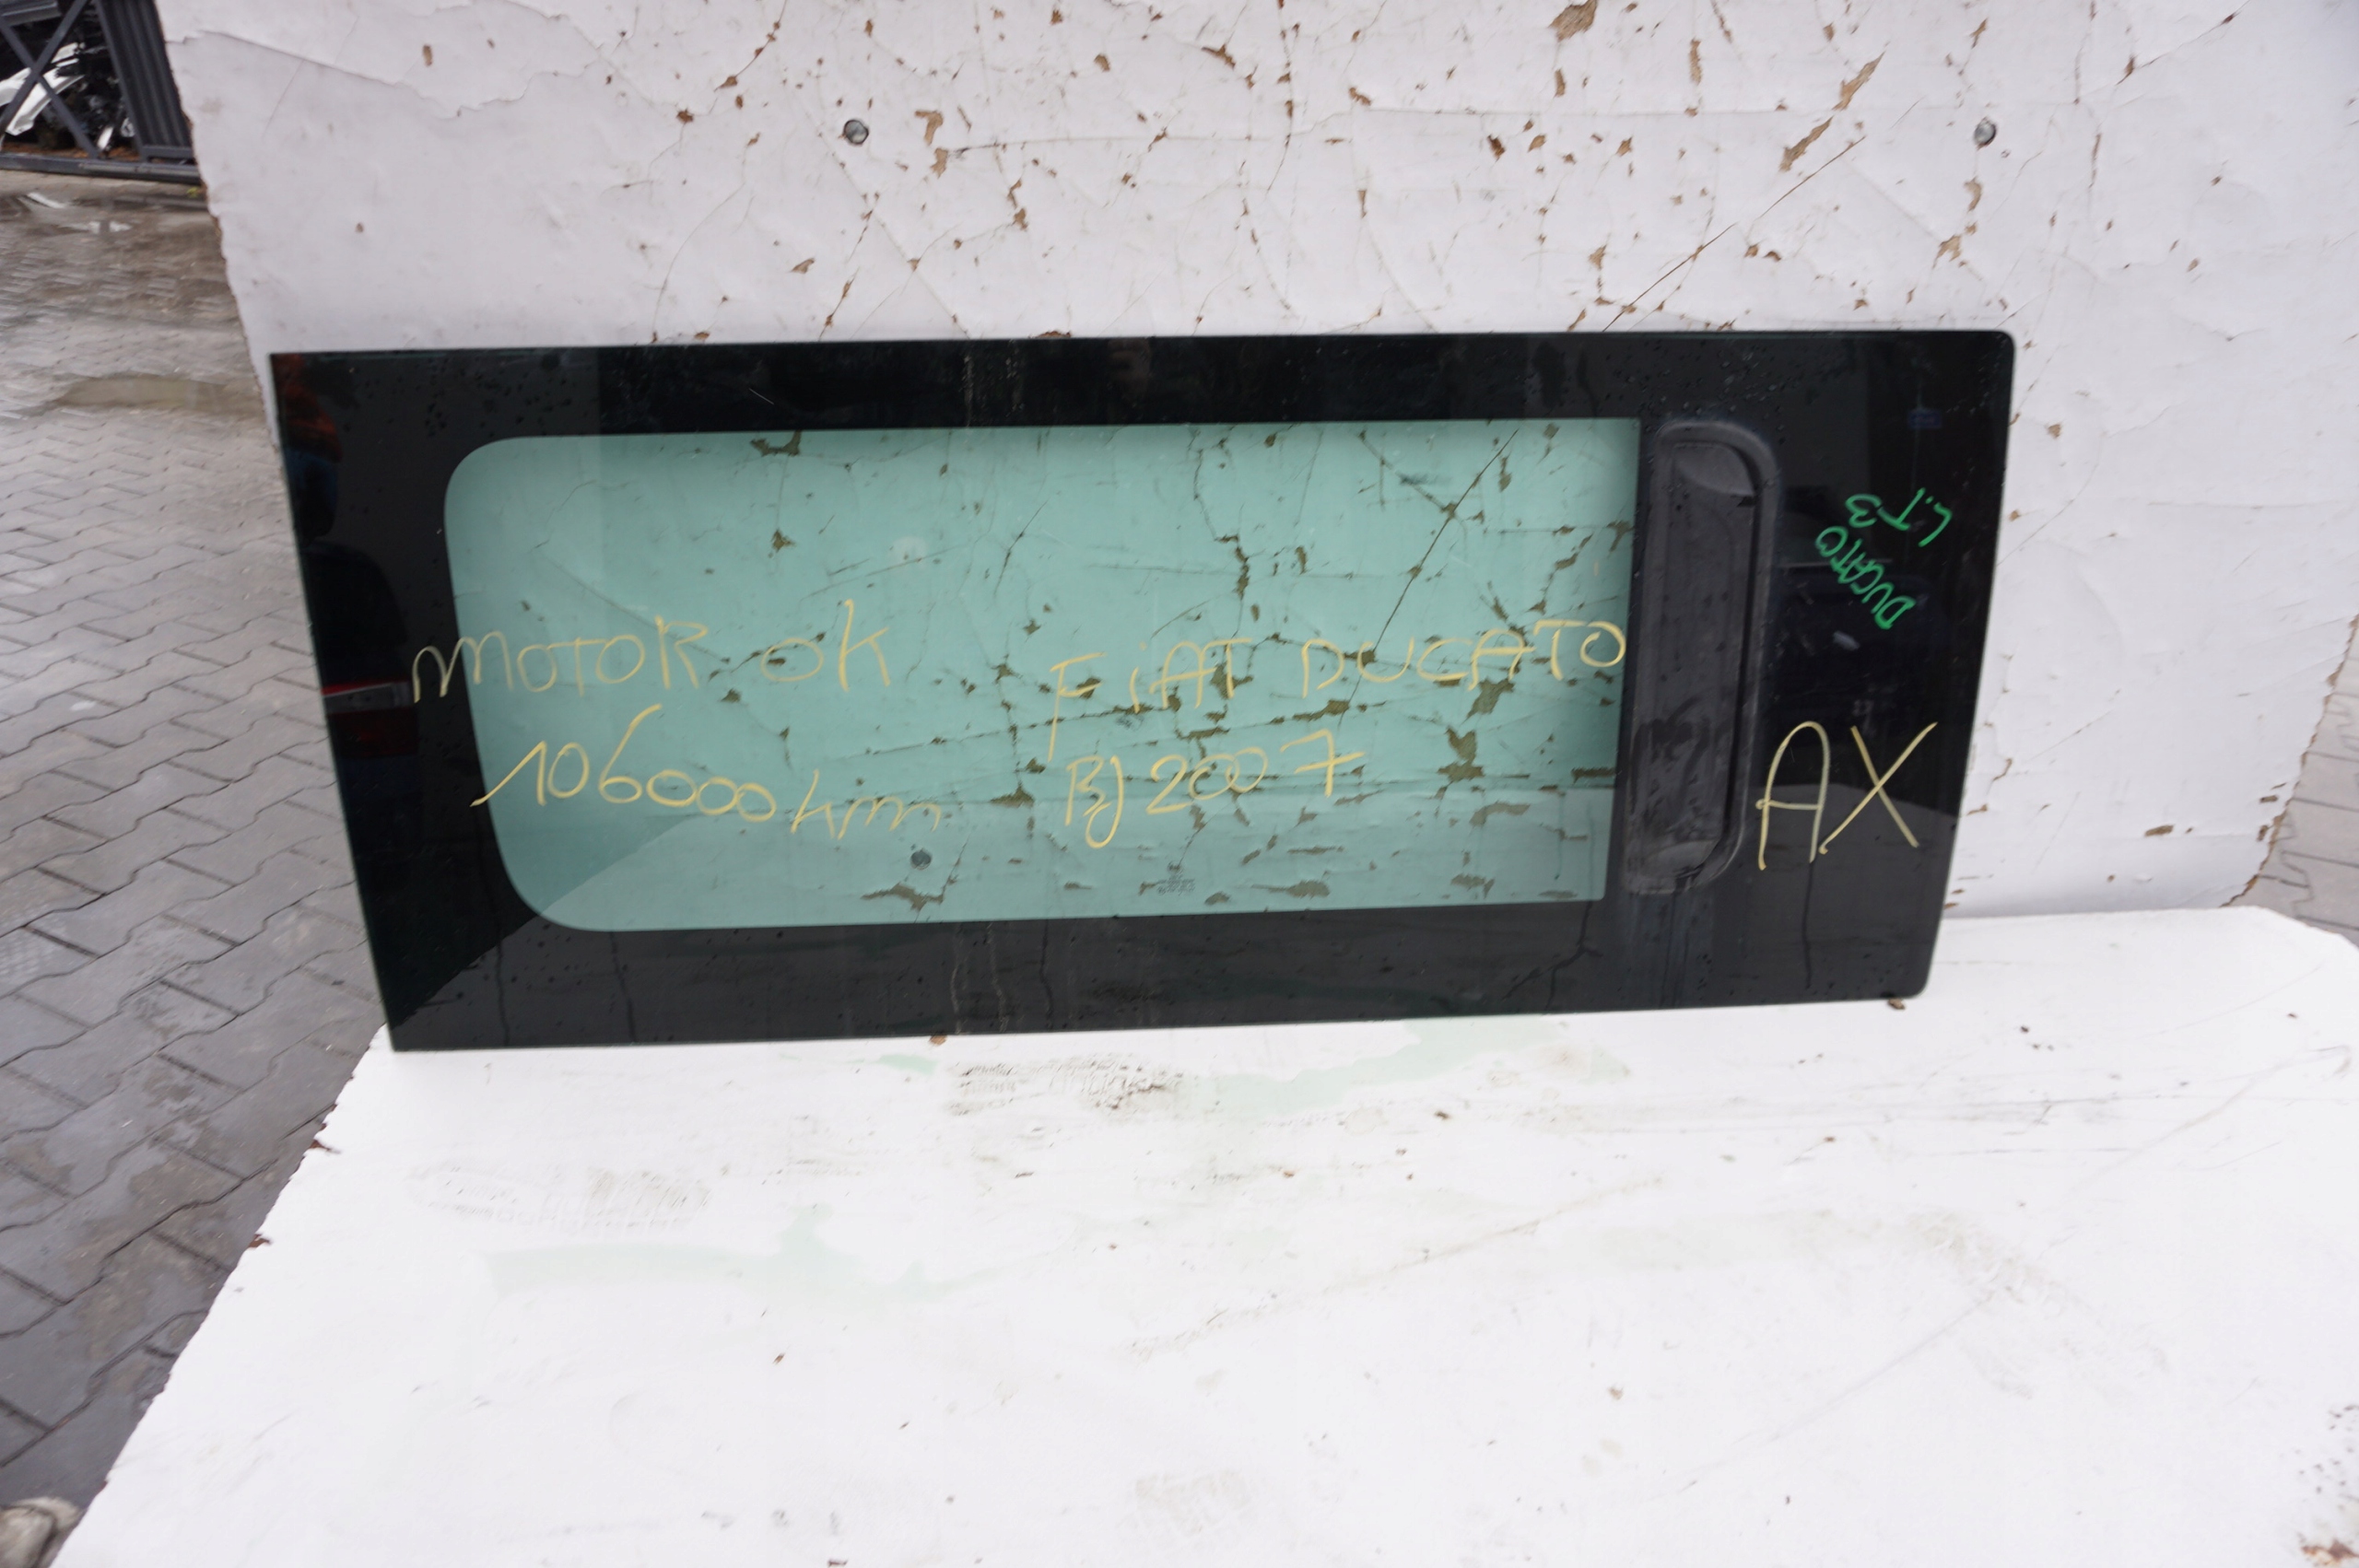 MOTOR OK
106000 km
FiAT DUCATO
BJ 2007
AX
DUCATO 3
L.T